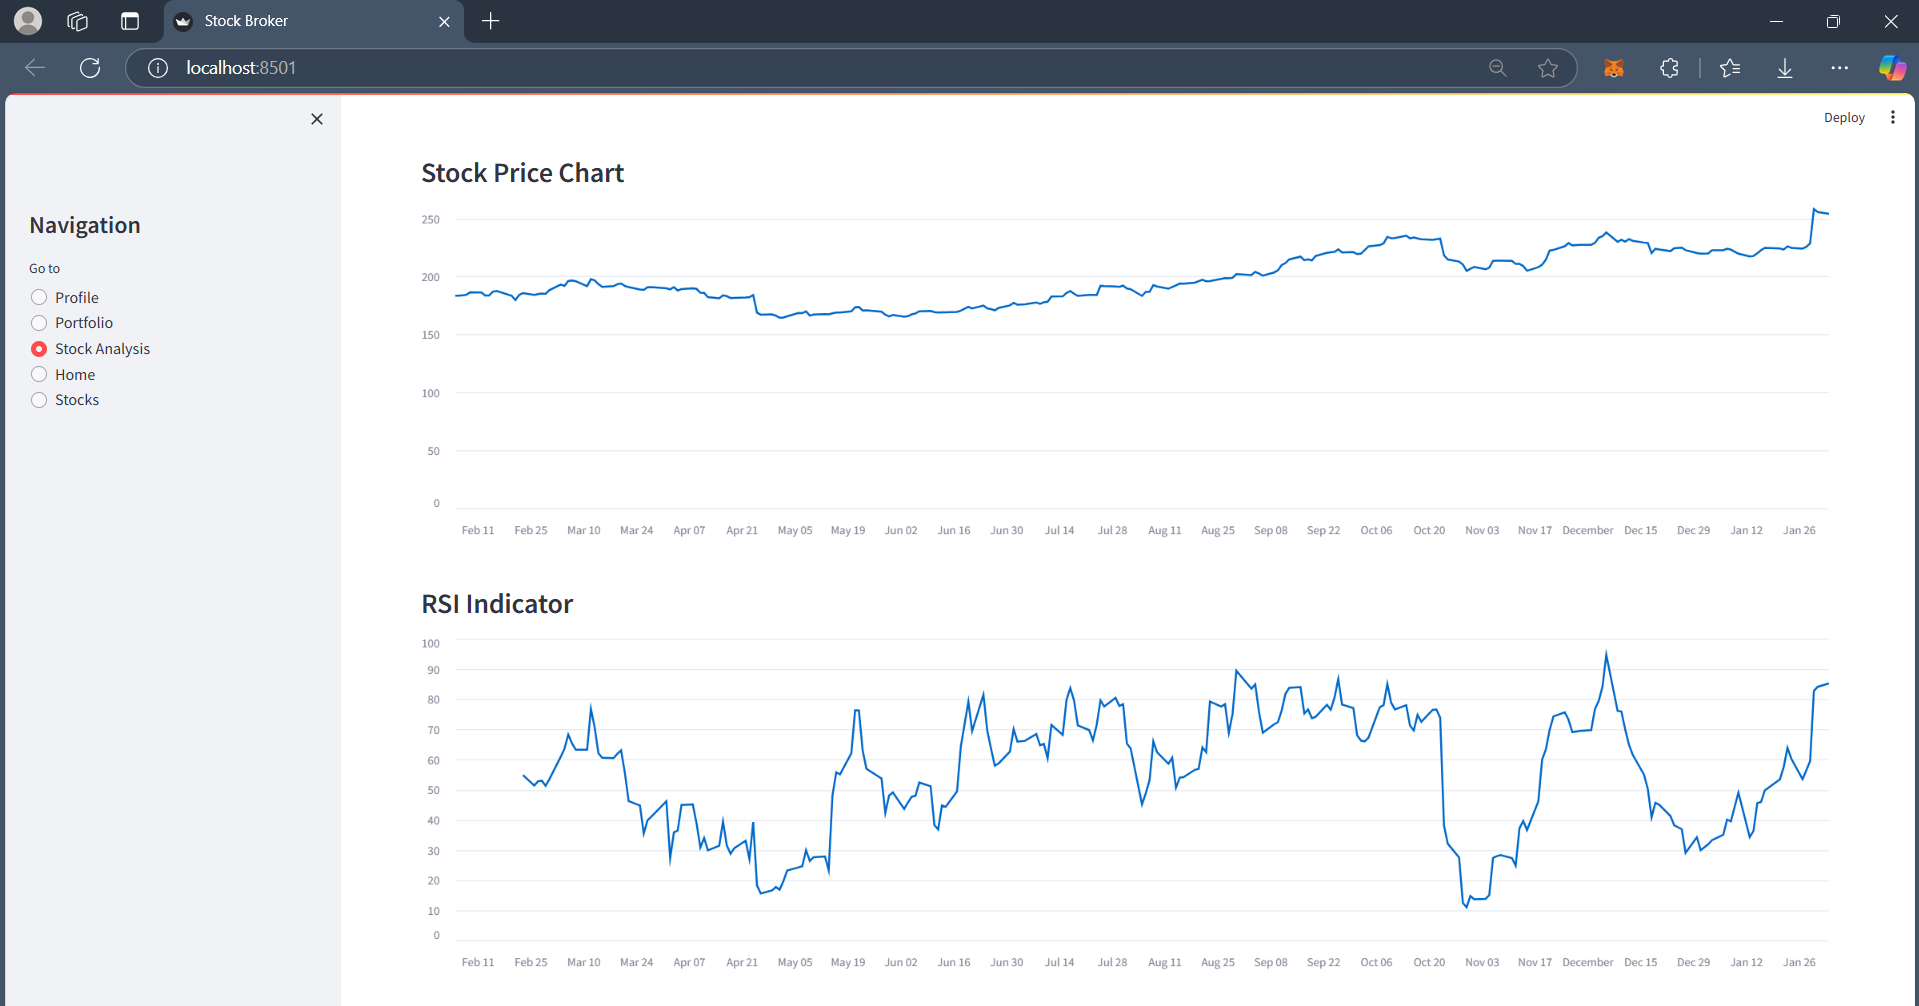 Stock Broker
localhost:8501
Deploy
Navigation
Go to
Profile
Portfolio
Stock Analysis
Home
Stocks
Stock Price Chart
250
200
150
100
50
0
Feb 11 Feb 25 Mar 10 Mar 24 Apr 07 Apr 21 May 05 May 19 Jun 02 Jun 16 Jun 30 Jul 14 Jul 28 Aug 11 Aug 25 Sep 08 Sep 22 Oct 06 Oct 20 Nov 03 Nov 17 December Dec 15 Dec 29 Jan 12 Jan 26
RSI Indicator
100
90
80
70
60
50
40
30
20
10
0
Feb 11 Feb 25 Mar 10 Mar 24 Apr 07 Apr 21 May 05 May 19 Jun 02 Jun 16 Jun 30 Jul 14 Jul 28 Aug 11 Aug 25 Sep 08 Sep 22 Oct 06 Oct 20 Nov 03 Nov 17 December Dec 15 Dec 29 Jan 12 Jan 26